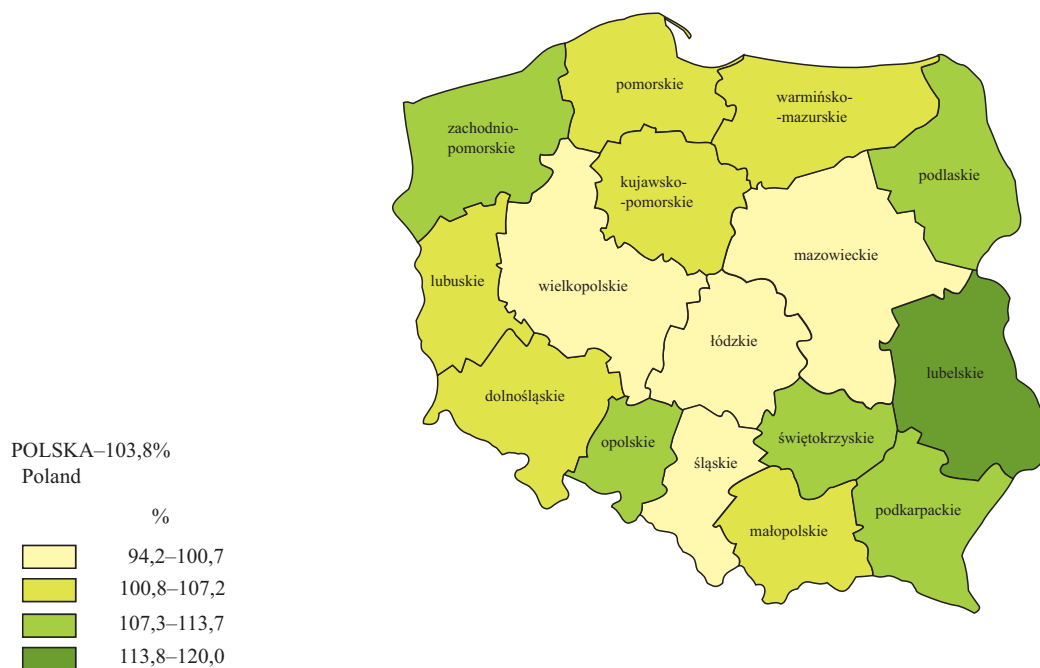 pomorskie
warmińsko-
-mazurskie
zachodnio-
pomorskie
podlaskie
kujawsko-
-pomorskie
mazowieckie
lubuskie
wielkopolskie
łódzkie
lubelskie
dolnośląskie
opolskie
świętokrzyskie
śląskie
podkarpackie
małopolskie
POLSKA–103,8%
Poland
%
94,2–100,7
100,8–107,2
107,3–113,7
113,8–120,0